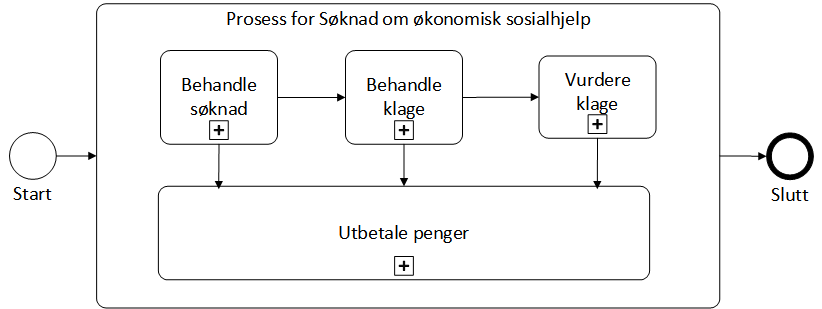 Prosess for Søknad om økonomisk sosialhjelp
Behandle
søknad
Behandle
klage
Vurdere
klage
Start
Slutt
Utbetale penger